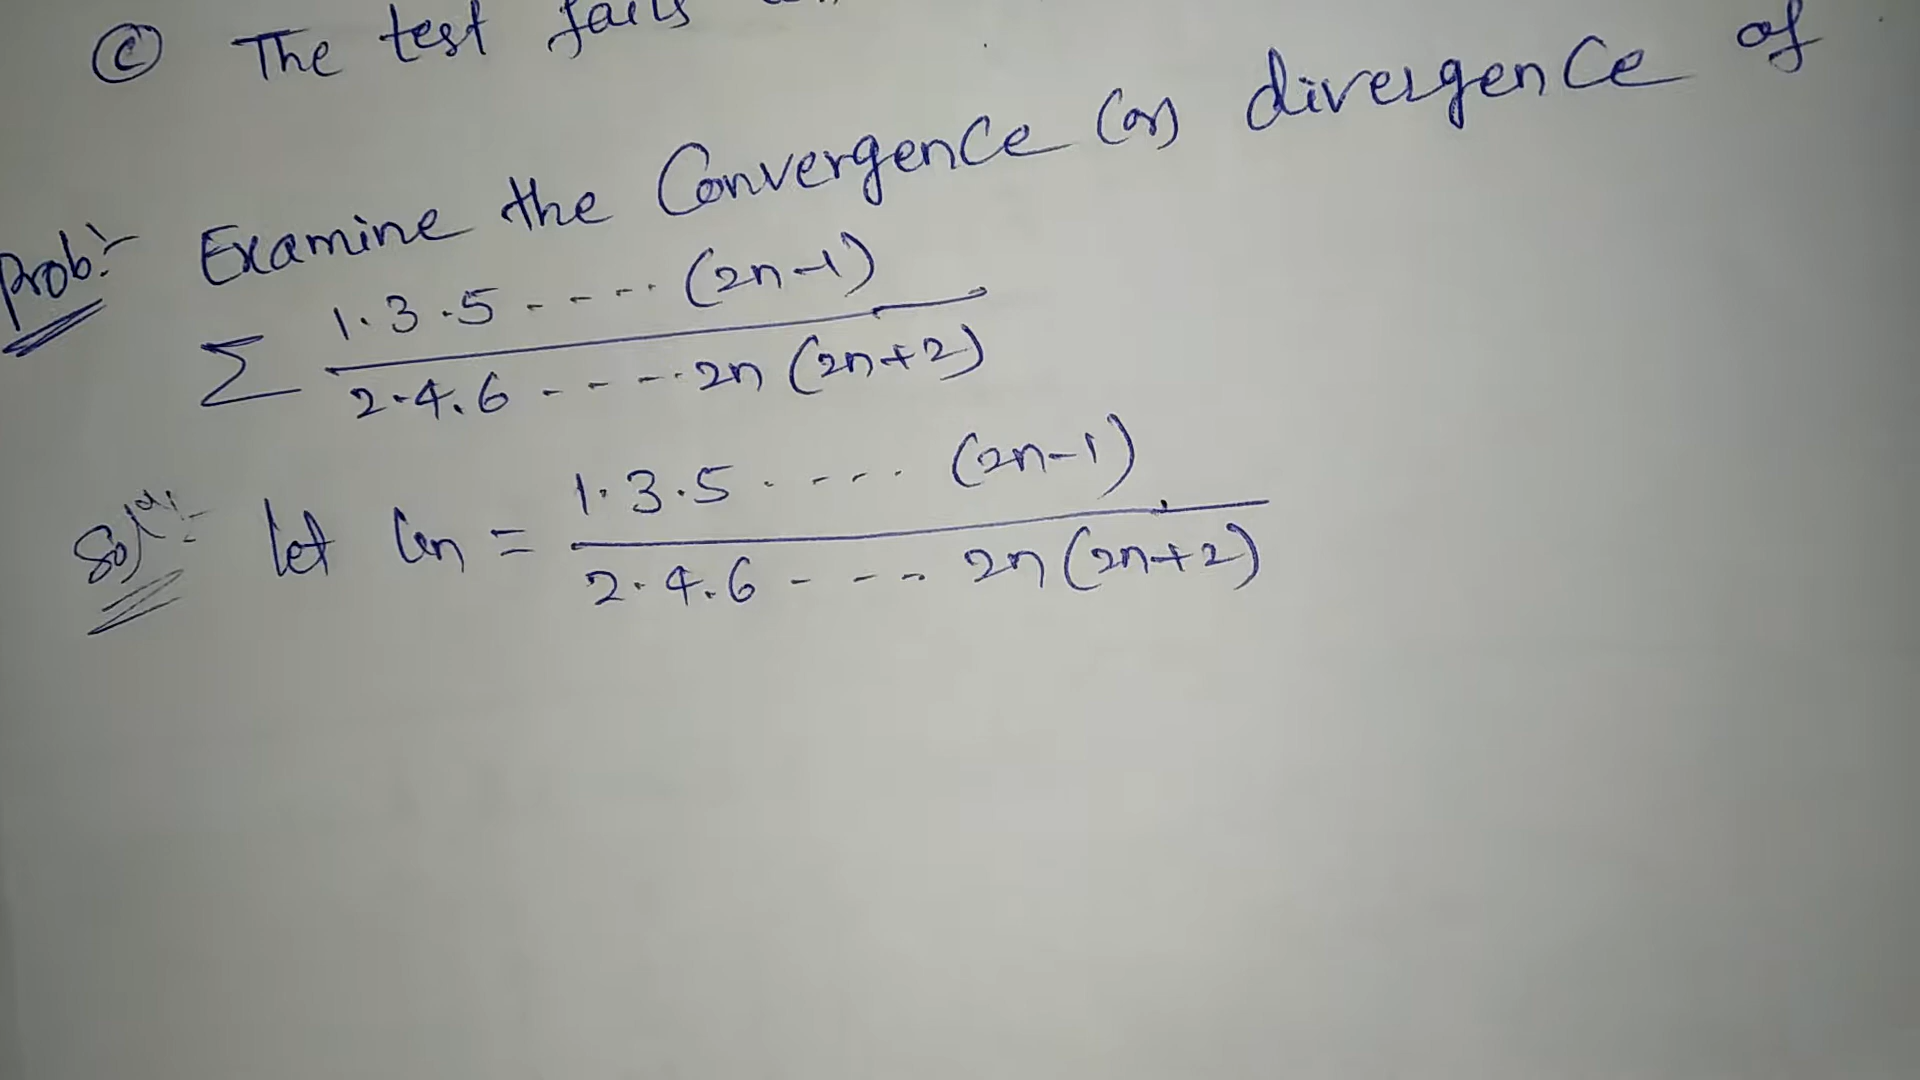 © The test fails
Prob:- Examine the Convergence (or) divergence of
Σ 1.3.5 ---- (2n-1) / 2.4.6 ---- 2n (2n+2)
Sol:- let Un = 1.3.5 ---- (2n-1) / 2.4.6 ---- 2n (2n+2)